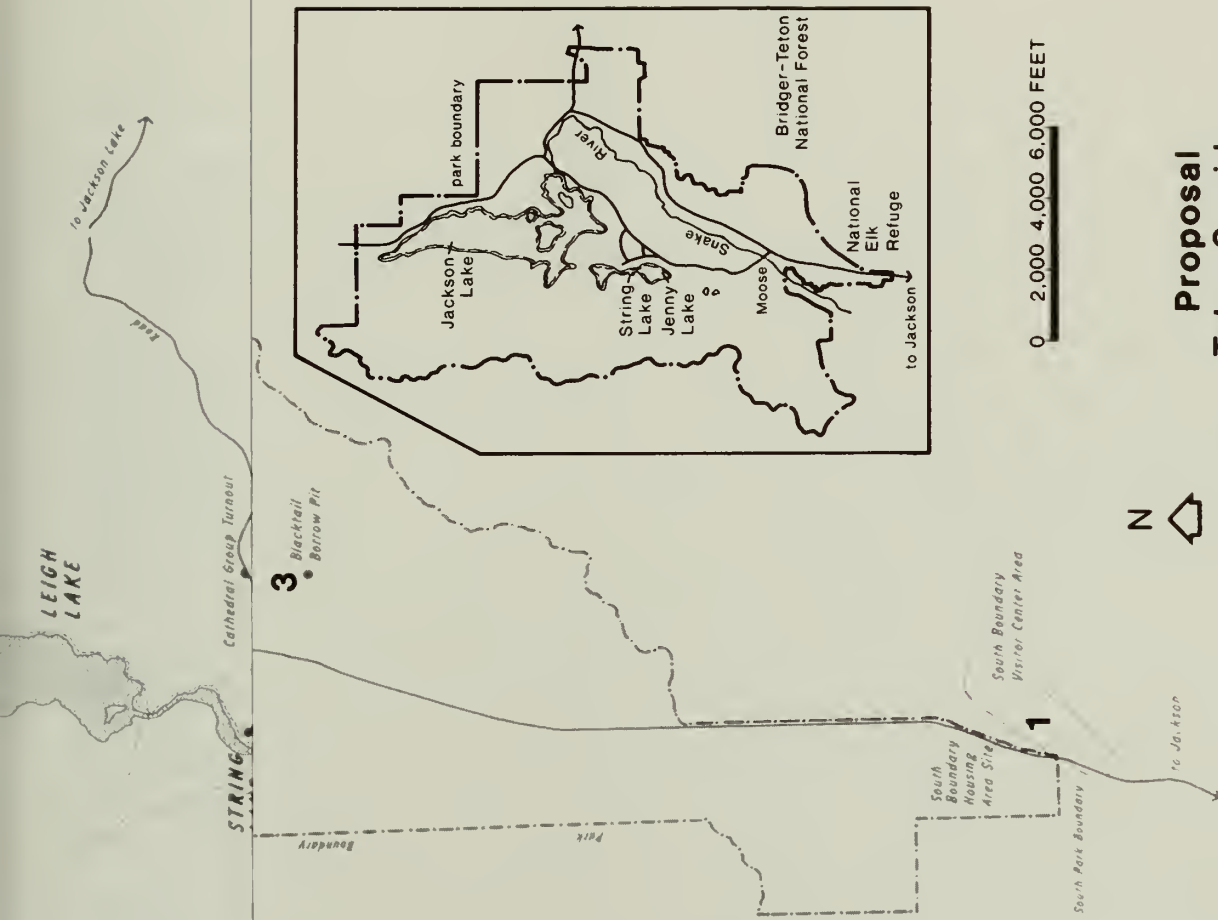 to Jackson Lake
Road
LEIGH
LAKE
Cathedral Group Turnout
STRING
3
Blacktail
Borrow Pit
Park
Boundary
South Boundary
Visitor Center Area
South
Boundary
Housing
Area Site
1
South Park Boundary
to Jackson
park boundary
Jackson
Lake
River
Snake
String
Lake
Jenny
Lake
Moose
Bridger-Teton
National Forest
National
Elk
Refuge
to Jackson
N
0 2,000 4,000 6,000 FEET
Proposal